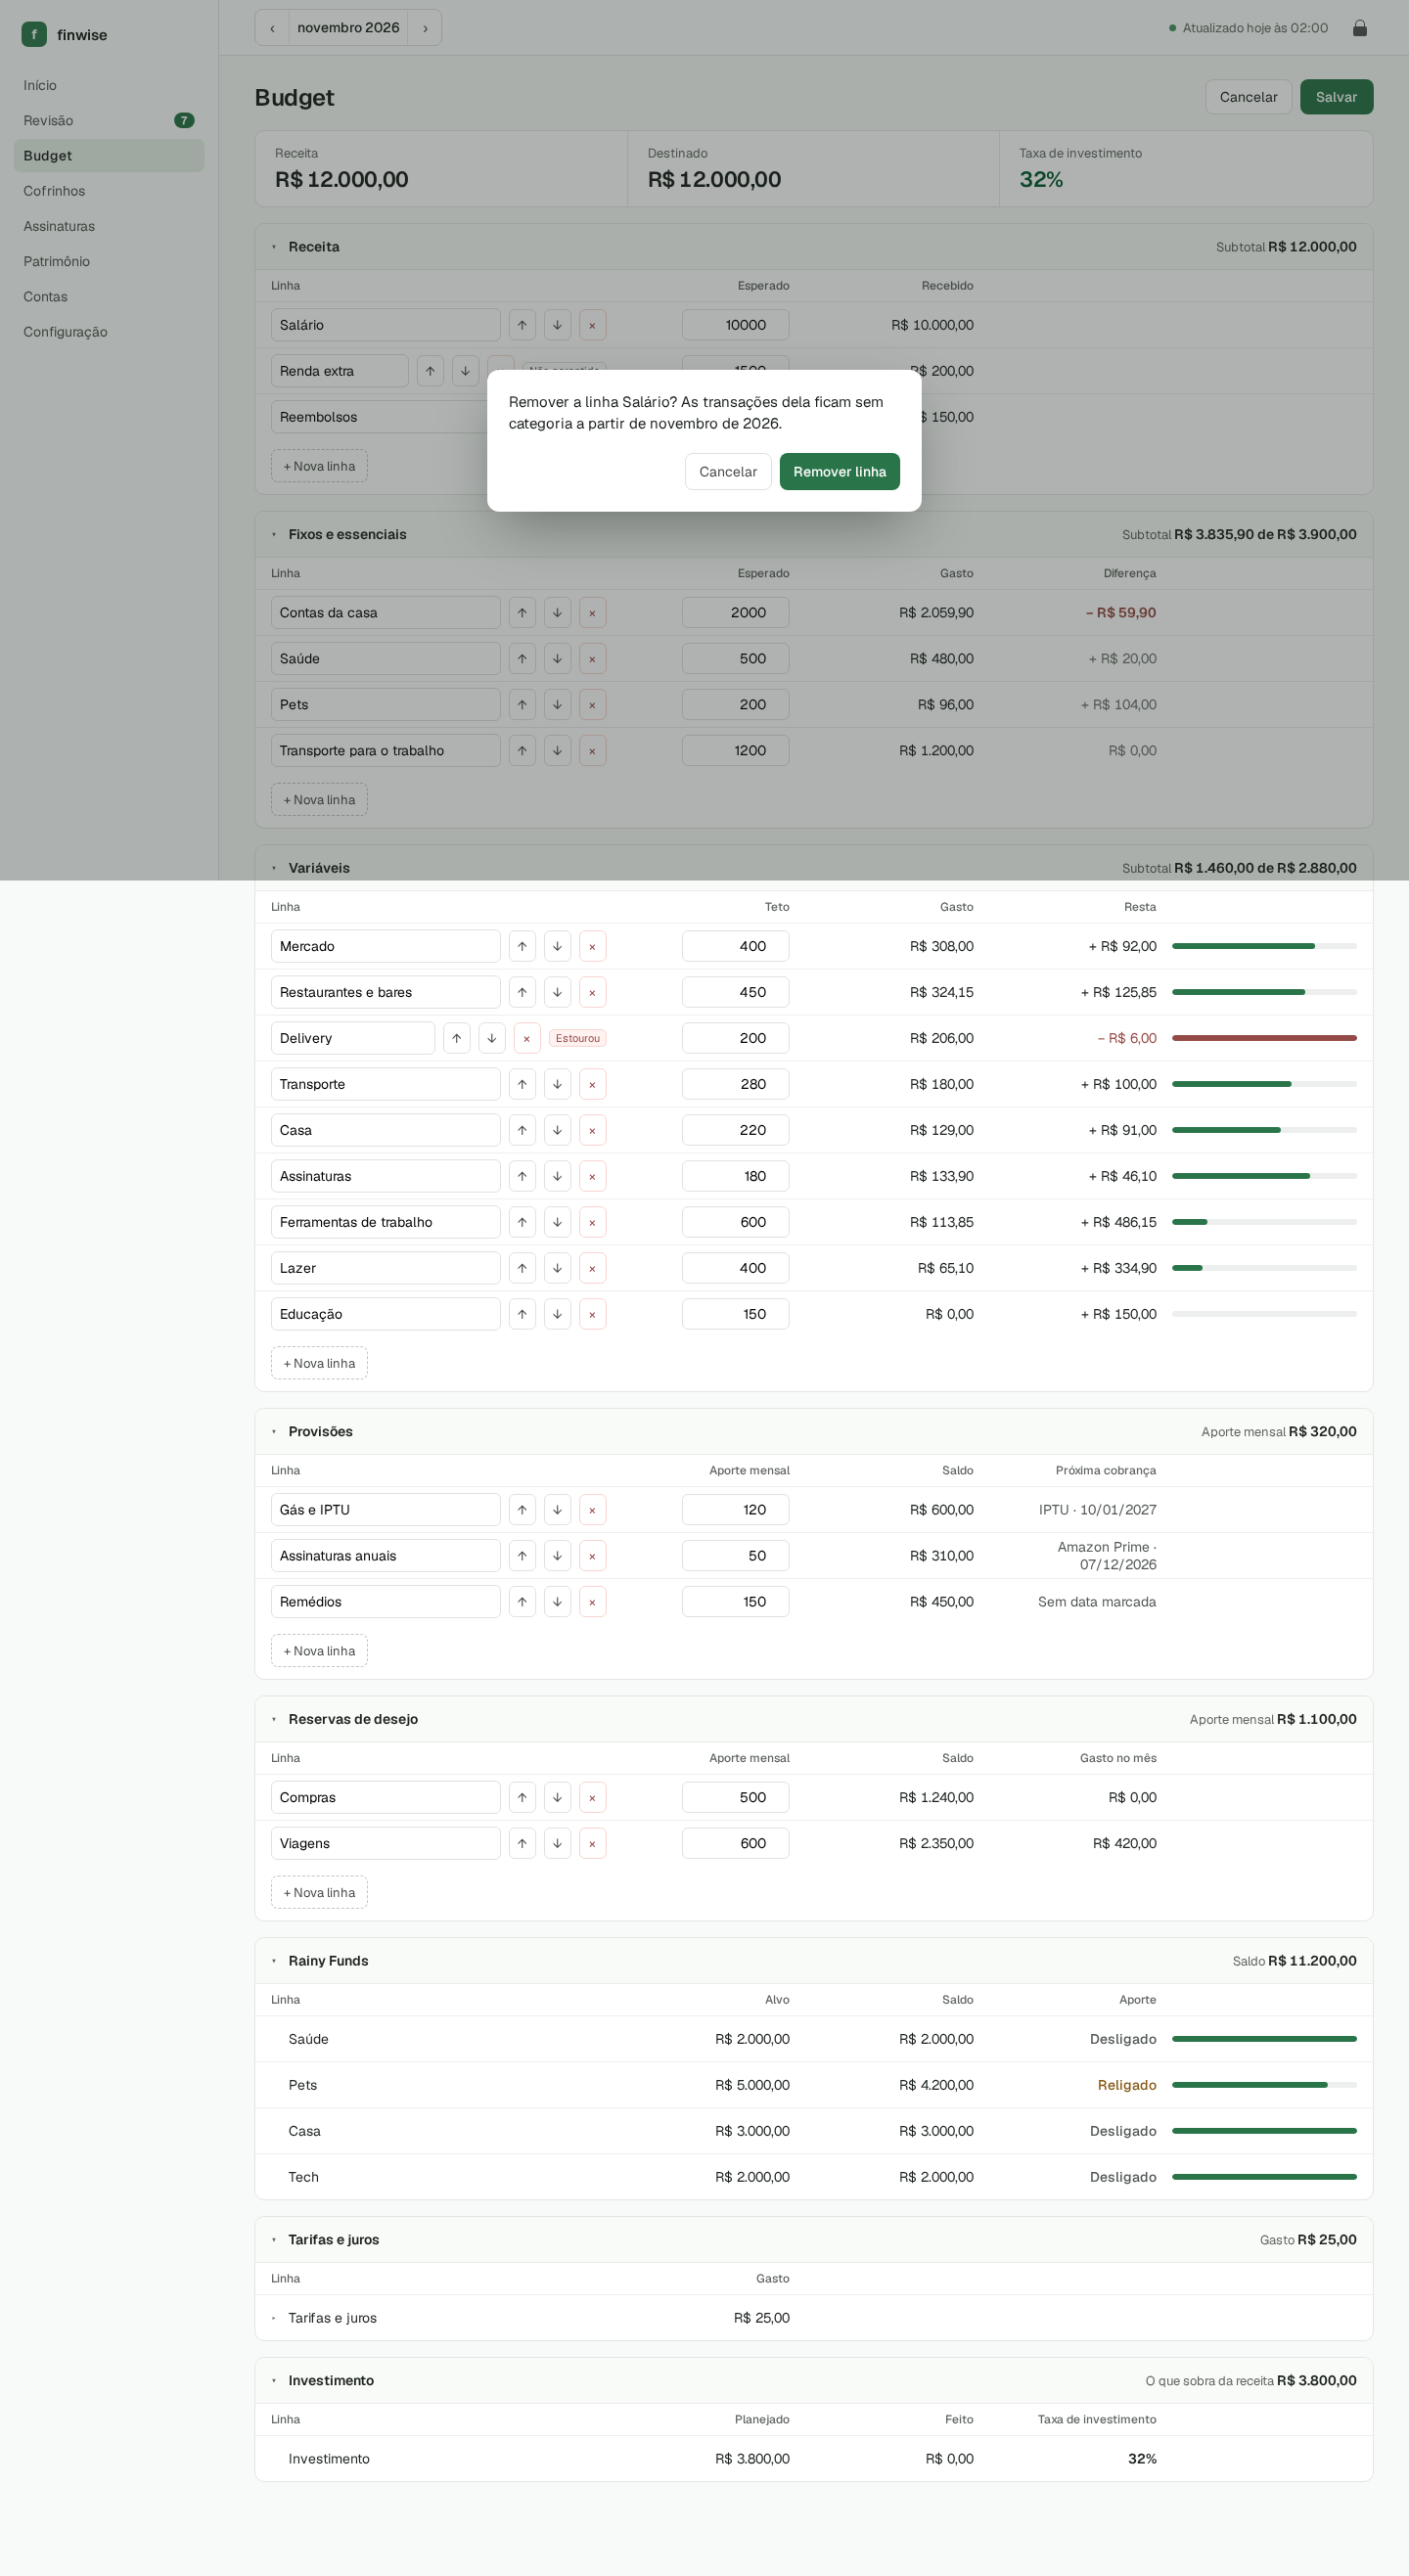 f finwise
‹ novembro 2026 ›
Atualizado hoje às 02:00
Início
Revisão 7
Budget
Cofrinhos
Assinaturas
Patrimônio
Contas
Configuração
Budget
Cancelar Salvar
Receita Destinado Taxa de investimento
R$ 12.000,00 R$ 12.000,00 32%
Receita Subtotal R$ 12.000,00
Linha Esperado Recebido
Salário ↑ ↓ × 10000 R$ 10.000,00
Renda extra ↑ ↓ R$ 200,00
Reembolsos 150,00
+ Nova linha
Remover a linha Salário? As transações dela ficam sem
categoria a partir de novembro de 2026.
Cancelar Remover linha
Fixos e essenciais Subtotal R$ 3.835,90 de R$ 3.900,00
Linha Esperado Gasto Diferença
Contas da casa ↑ ↓ × 2000 R$ 2.059,90 − R$ 59,90
Saúde ↑ ↓ × 500 R$ 480,00 + R$ 20,00
Pets ↑ ↓ × 200 R$ 96,00 + R$ 104,00
Transporte para o trabalho ↑ ↓ × 1200 R$ 1.200,00 R$ 0,00
+ Nova linha
Variáveis Subtotal R$ 1.460,00 de R$ 2.880,00
Linha Teto Gasto Resta
Mercado ↑ ↓ × 400 R$ 308,00 + R$ 92,00
Restaurantes e bares ↑ ↓ × 450 R$ 324,15 + R$ 125,85
Delivery ↑ ↓ × Estourou 200 R$ 206,00 − R$ 6,00
Transporte ↑ ↓ × 280 R$ 180,00 + R$ 100,00
Casa ↑ ↓ × 220 R$ 129,00 + R$ 91,00
Assinaturas ↑ ↓ × 180 R$ 133,90 + R$ 46,10
Ferramentas de trabalho ↑ ↓ × 600 R$ 113,85 + R$ 486,15
Lazer ↑ ↓ × 400 R$ 65,10 + R$ 334,90
Educação ↑ ↓ × 150 R$ 0,00 + R$ 150,00
+ Nova linha
Provisões Aporte mensal R$ 320,00
Linha Aporte mensal Saldo Próxima cobrança
Gás e IPTU ↑ ↓ × 120 R$ 600,00 IPTU · 10/01/2027
Assinaturas anuais ↑ ↓ × 50 R$ 310,00 Amazon Prime ·
07/12/2026
Remédios ↑ ↓ × 150 R$ 450,00 Sem data marcada
+ Nova linha
Reservas de desejo Aporte mensal R$ 1.100,00
Linha Aporte mensal Saldo Gasto no mês
Compras ↑ ↓ × 500 R$ 1.240,00 R$ 0,00
Viagens ↑ ↓ × 600 R$ 2.350,00 R$ 420,00
+ Nova linha
Rainy Funds Saldo R$ 11.200,00
Linha Alvo Saldo Aporte
Saúde R$ 2.000,00 R$ 2.000,00 Desligado
Pets R$ 5.000,00 R$ 4.200,00 Religado
Casa R$ 3.000,00 R$ 3.000,00 Desligado
Tech R$ 2.000,00 R$ 2.000,00 Desligado
Tarifas e juros Gasto R$ 25,00
Linha Gasto
Tarifas e juros R$ 25,00
Investimento O que sobra da receita R$ 3.800,00
Linha Planejado Feito Taxa de investimento
Investimento R$ 3.800,00 R$ 0,00 32%